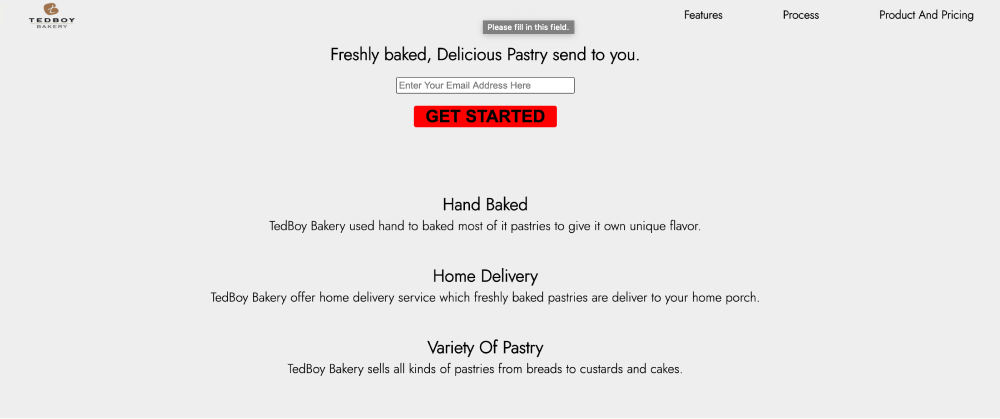 TEDBOY
BAKERY
Features
Process
Product And Pricing
Please fill in this field.
Freshly baked, Delicious Pastry send to you.
Enter Your Email Address Here
GET STARTED
Hand Baked
TedBoy Bakery used hand to baked most of it pastries to give it own unique flavor.
Home Delivery
TedBoy Bakery offer home delivery service which freshly baked pastries are deliver to your home porch.
Variety Of Pastry
TedBoy Bakery sells all kinds of pastries from breads to custards and cakes.